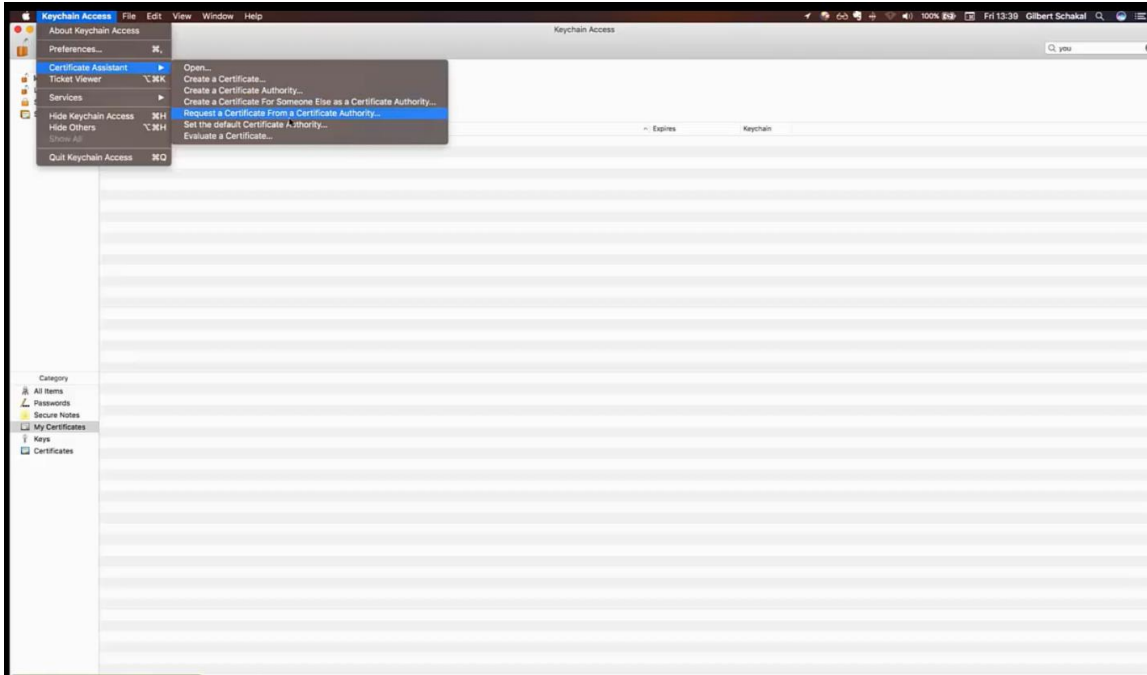 Keychain Access File Edit View Window Help 100% Fri 13:39 Gilbert Schakal
Keychain Access
you
About Keychain Access
Preferences... ⌘,
Certificate Assistant ▶
Ticket Viewer ⌥⌘K
Services ▶
Hide Keychain Access ⌘H
Hide Others ⌥⌘H
Show All
Quit Keychain Access ⌘Q
Open...
Create a Certificate...
Create a Certificate Authority...
Create a Certificate For Someone Else as a Certificate Authority...
Request a Certificate From a Certificate Authority...
Set the default Certificate Authority...
Evaluate a Certificate...
Expires Keychain
Category
All Items
Passwords
Secure Notes
My Certificates
Keys
Certificates